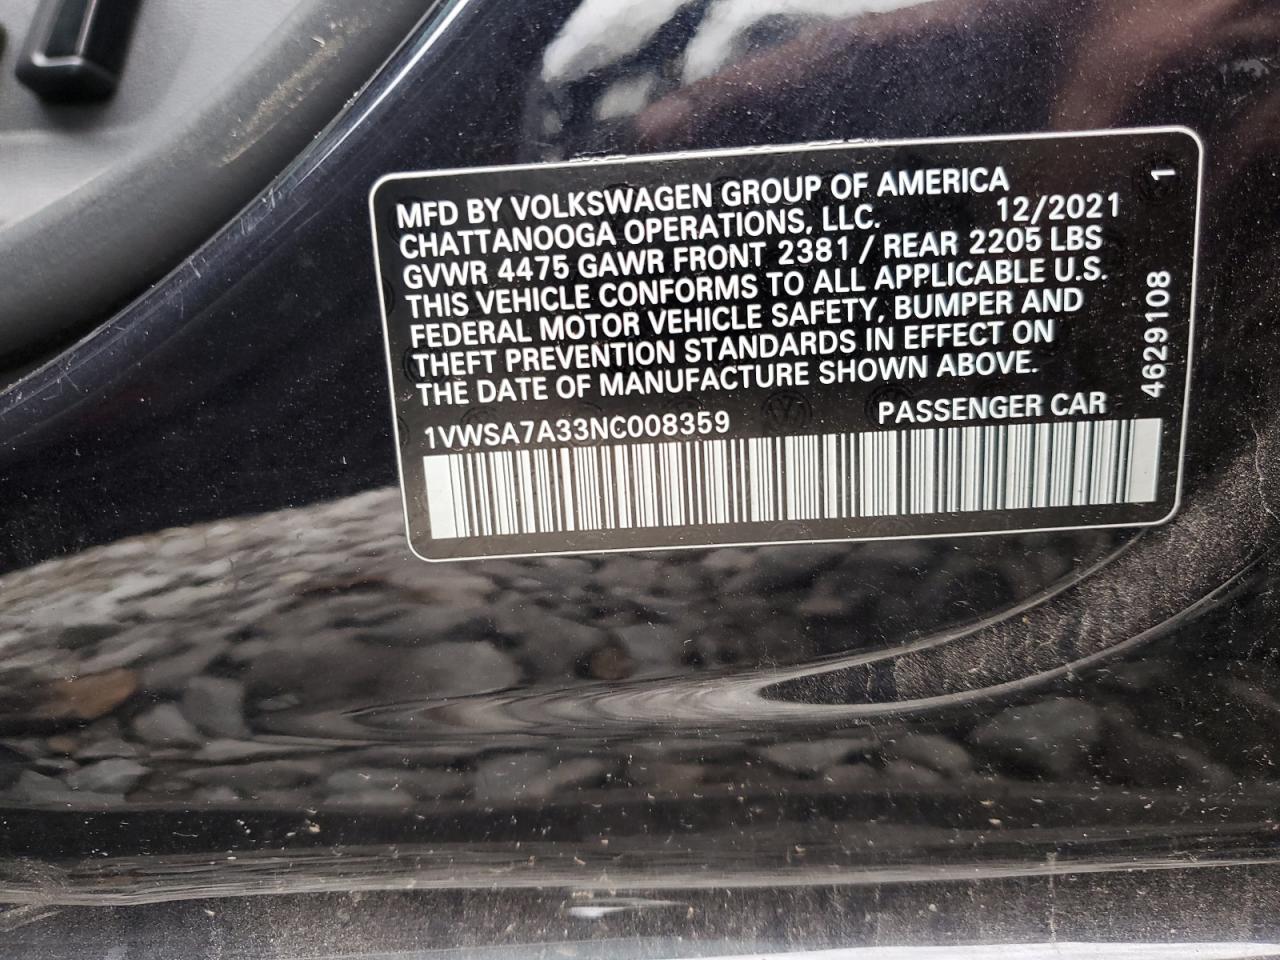 MFD BY VOLKSWAGEN GROUP OF AMERICA
CHATTANOOGA OPERATIONS, LLC. 12/2021
GVWR 4475 GAWR FRONT 2381 / REAR 2205 LBS
THIS VEHICLE CONFORMS TO ALL APPLICABLE U.S.
FEDERAL MOTOR VEHICLE SAFETY, BUMPER AND
THEFT PREVENTION STANDARDS IN EFFECT ON
THE DATE OF MANUFACTURE SHOWN ABOVE.
1VWSA7A33NC008359 PASSENGER CAR
4629108 1